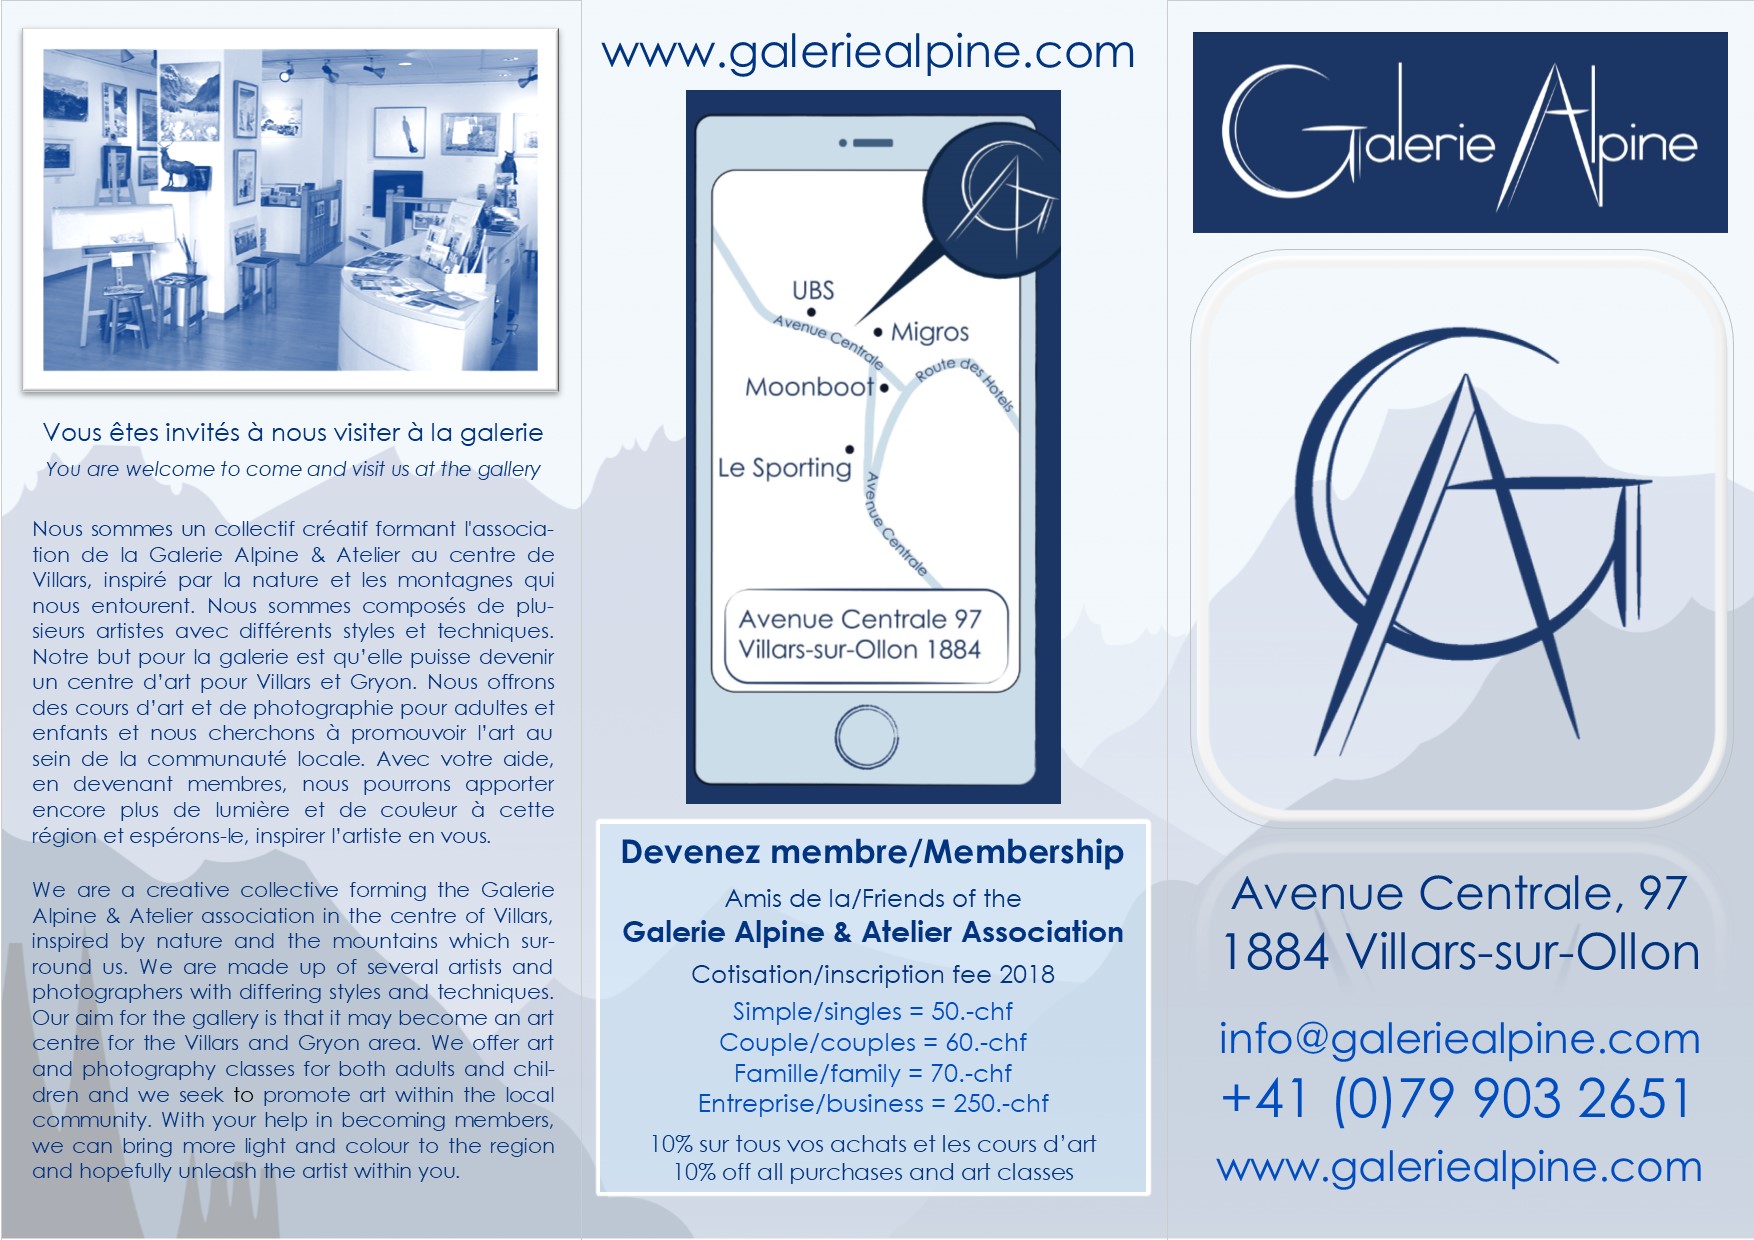 Vous êtes invités à nous visiter à la galerie
You are welcome to come and visit us at the gallery
Nous sommes un collectif créatif formant l'associa-
tion de la Galerie Alpine & Atelier au centre de
Villars, inspiré par la nature et les montagnes qui
nous entourent. Nous sommes composés de plu-
sieurs artistes avec différents styles et techniques.
Notre but pour la galerie est qu’elle puisse devenir
un centre d’art pour Villars et Gryon. Nous offrons
des cours d’art et de photographie pour adultes et
enfants et nous cherchons à promouvoir l’art au
sein de la communauté locale. Avec votre aide,
en devenant membres, nous pourrons apporter
encore plus de lumière et de couleur à cette
région et espérons-le, inspirer l’artiste en vous.
We are a creative collective forming the Galerie
Alpine & Atelier association in the centre of Villars,
inspired by nature and the mountains which sur-
round us. We are made up of several artists and
photographers with differing styles and techniques.
Our aim for the gallery is that it may become an art
centre for the Villars and Gryon area. We offer art
and photography classes for both adults and chil-
dren and we seek to promote art within the local
community. With your help in becoming members,
we can bring more light and colour to the region
and hopefully unleash the artist within you.
www.galeriealpine.com
AG
UBS
Avenue Centrale
Migros
Route des Hotels
Moonboot
Le Sporting
Avenue Centrale
Avenue Centrale 97
Villars-sur-Ollon 1884
Devenez membre/Membership
Amis de la/Friends of the
Galerie Alpine & Atelier Association
Cotisation/inscription fee 2018
Simple/singles = 50.-chf
Couple/couples = 60.-chf
Famille/family = 70.-chf
Entreprise/business = 250.-chf
10% sur tous vos achats et les cours d’art
10% off all purchases and art classes
Galerie Alpine
AG
Avenue Centrale, 97
1884 Villars-sur-Ollon
info@galeriealpine.com
+41 (0)79 903 2651
www.galeriealpine.com